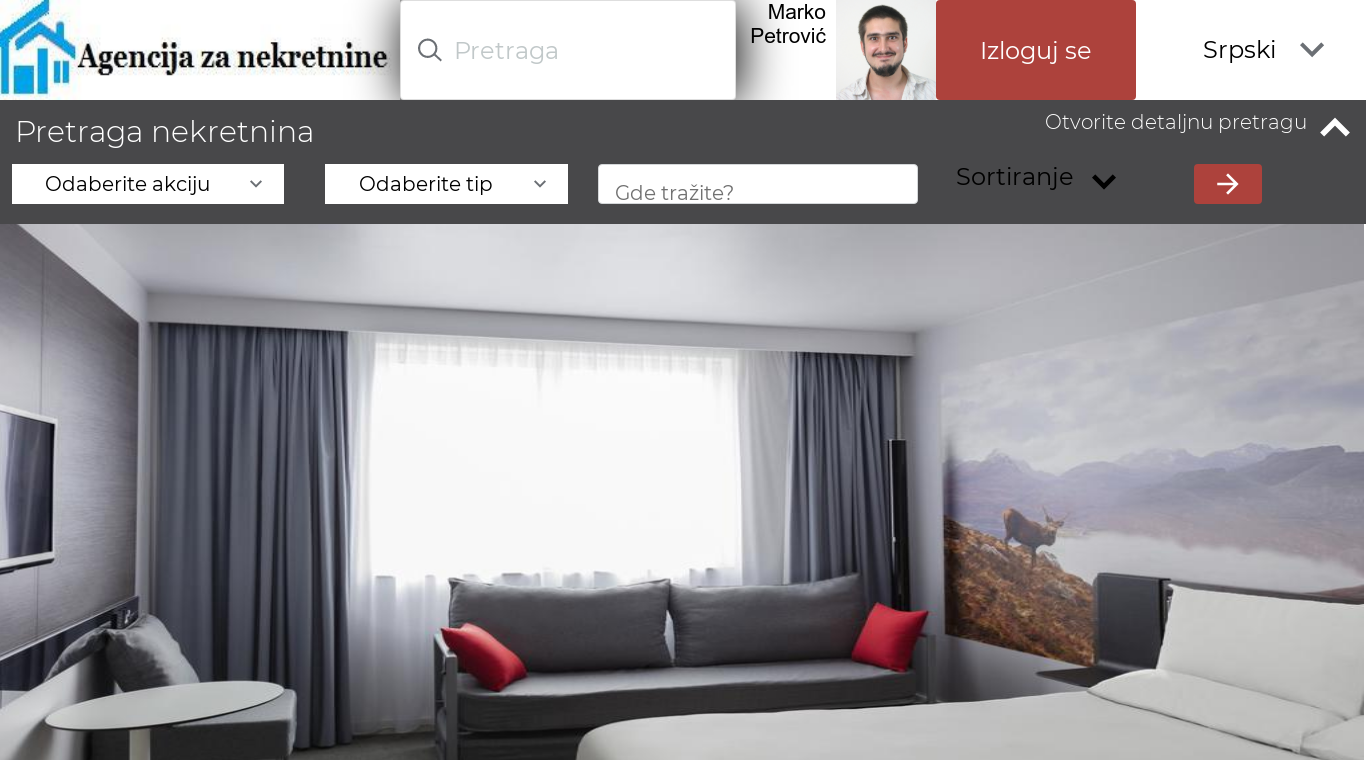 Agencija za nekretnine
Pretraga
Marko
Petrović
Izloguj se
Srpski
Pretraga nekretnina
Otvorite detaljnu pretragu
Odaberite akciju
Odaberite tip
Gde tražite?
Sortiranje